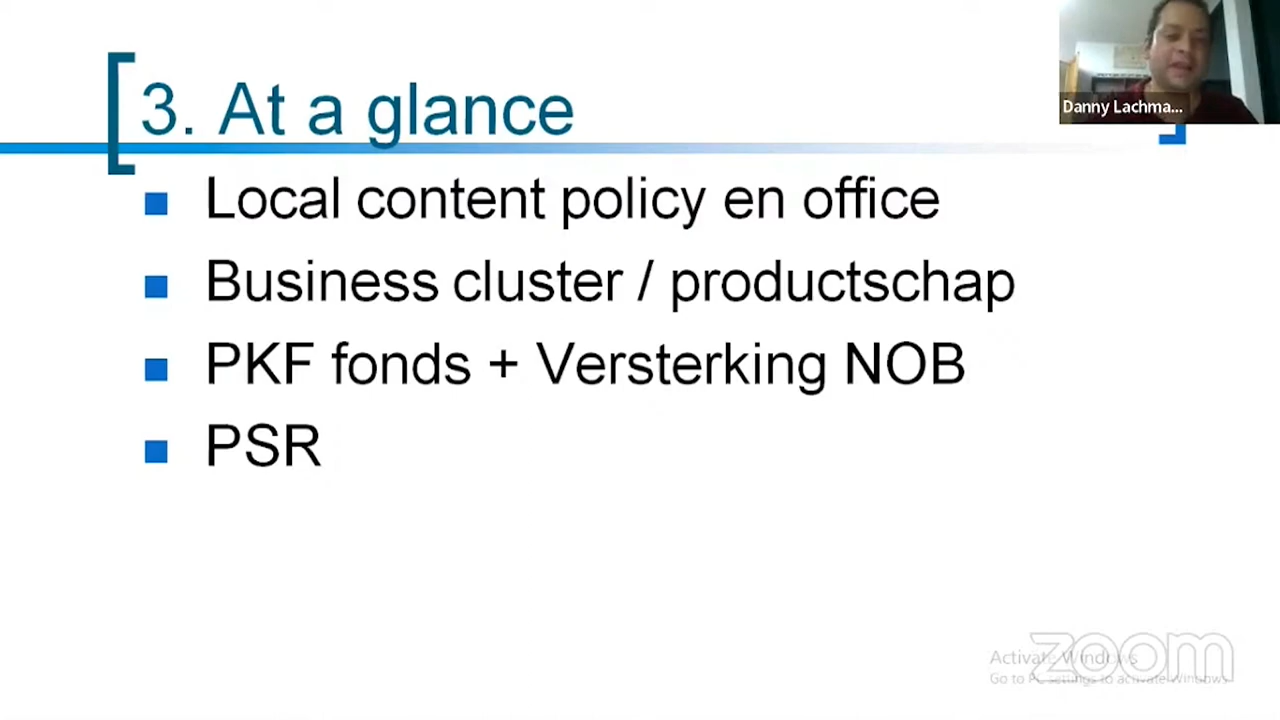 3. At a glance
Danny Lachma...
Local content policy en office
Business cluster / productschap
PKF fonds + Versterking NOB
PSR
zoom
Activate Windows
Go to PC settings to activate Windows